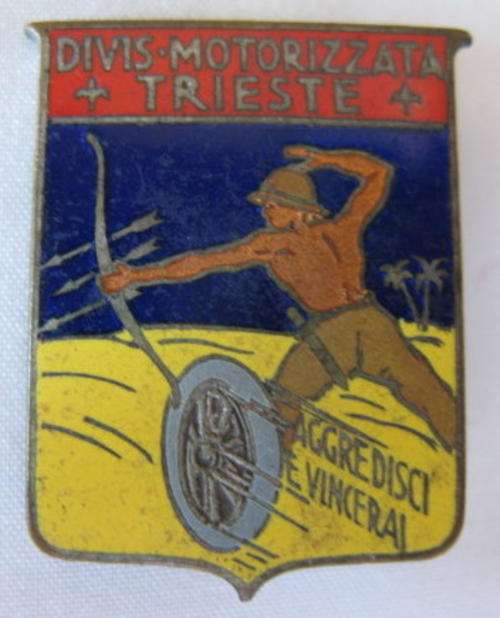 DIVIS·MOTORIZZATA
TRIESTE
AGGREDISCI
E VINCERAI